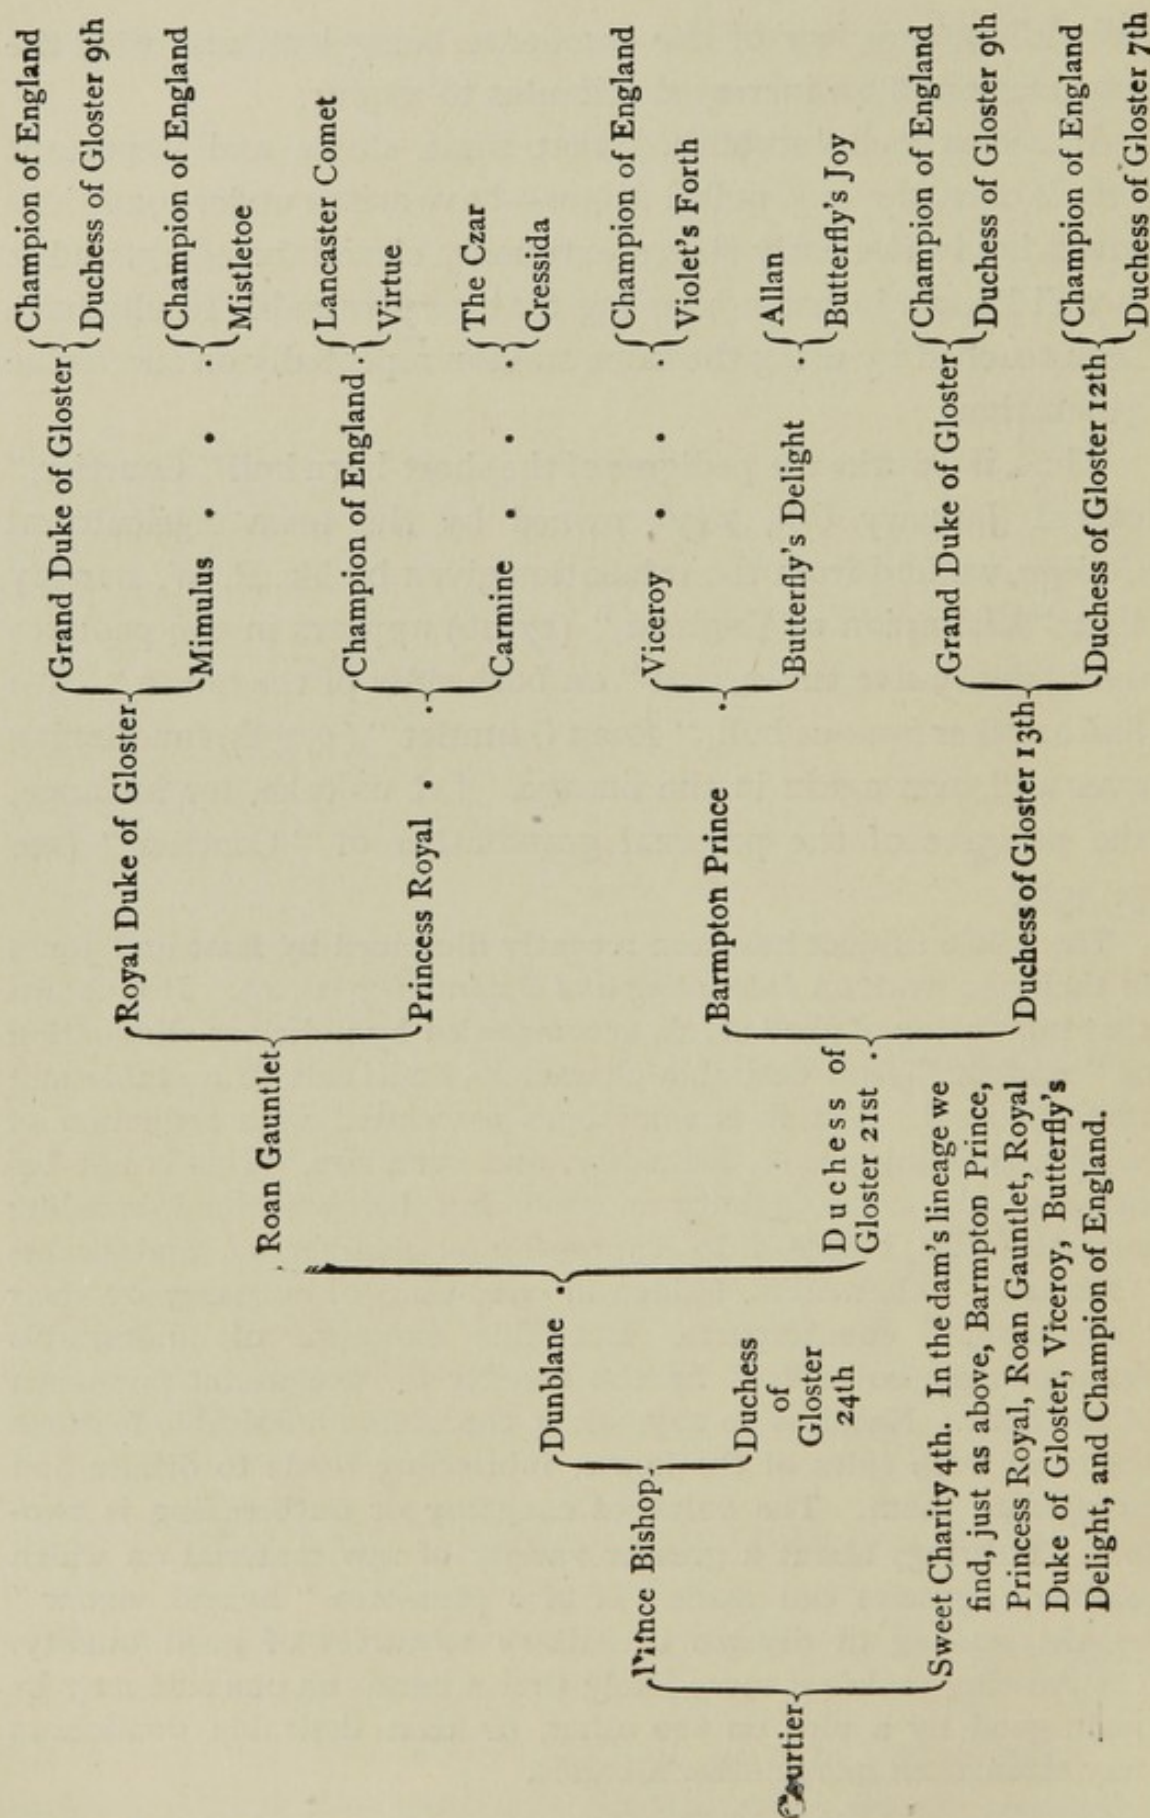 Courtier
Prince Bishop.
Dunblane .
Roan Gauntlet
Royal Duke of Gloster
Grand Duke of Gloster
Champion of England
Duchess of Gloster 9th
Mimulus . . .
Champion of England
Mistletoe
Princess Royal . .
Champion of England .
Lancaster Comet
Virtue
Carmine . . .
The Czar
Cressida
Duchess of
Gloster 21st .
Barmpton Prince .
Viceroy . . .
Champion of England
Violet's Forth
Butterfly's Delight .
Allan
Butterfly's Joy
Duchess of Gloster 13th
Grand Duke of Gloster
Champion of England
Duchess of Gloster 9th
Duchess of Gloster 12th
Champion of England
Duchess of Gloster 7th
Duchess
of
Gloster
24th
Sweet Charity 4th. In the dam's lineage we
find, just as above, Barmpton Prince,
Princess Royal, Roan Gauntlet, Royal
Duke of Gloster, Viceroy, Butterfly's
Delight, and Champion of England.